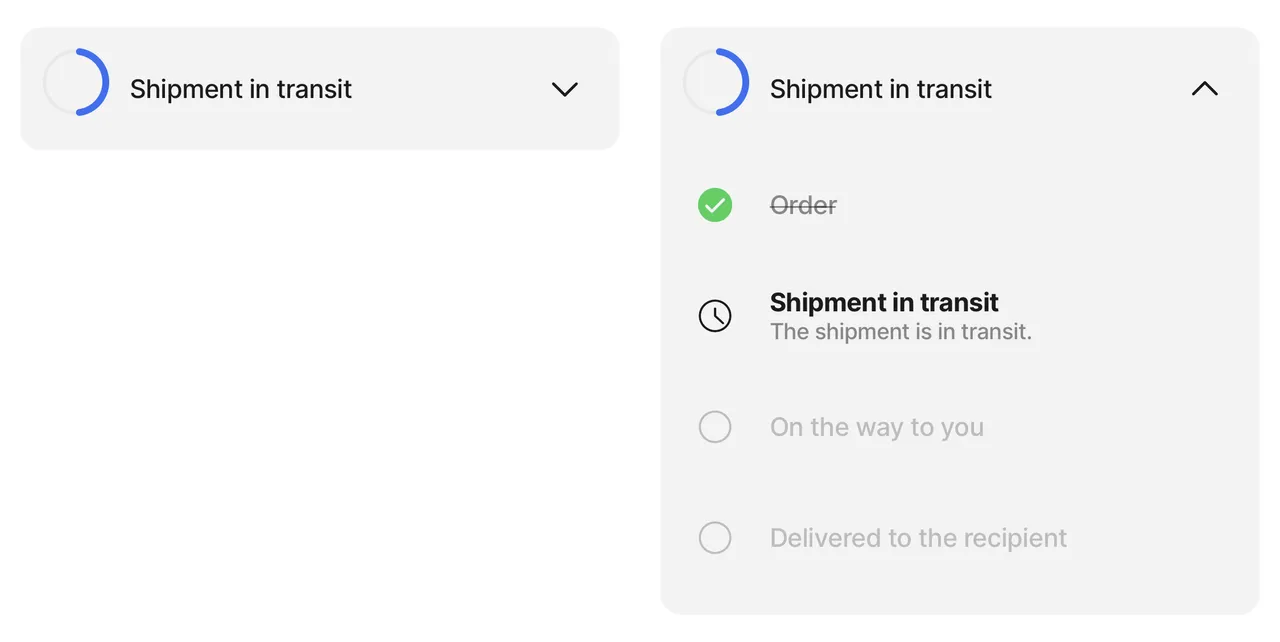 Shipment in transit
Shipment in transit
Order
Shipment in transit
The shipment is in transit.
On the way to you
Delivered to the recipient